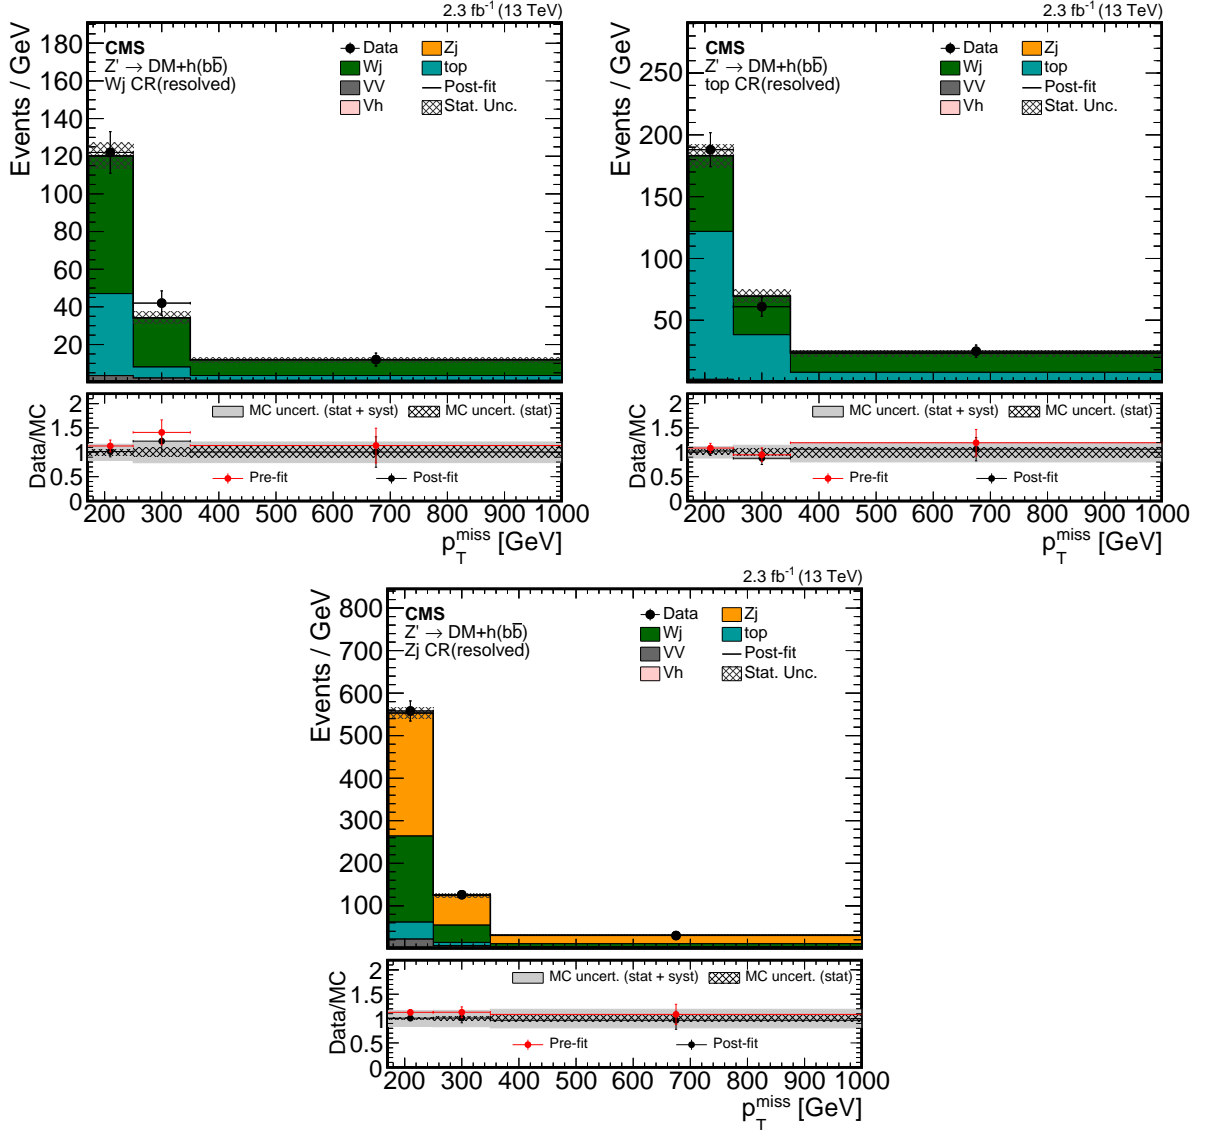 2.3 fb⁻¹ (13 TeV)
Events / GeV
180
160
140
120
100
80
60
40
20
CMS
Z' → DM+h(bb̅)
Wj CR(resolved)
Data
Zj
Wj
top
VV
Post-fit
Vh
Stat. Unc.
Data/MC
2
1.5
1
0.5
0
MC uncert. (stat + syst)
MC uncert. (stat)
Pre-fit
Post-fit
200 300 400 500 600 700 800 900 1000
p_T^miss [GeV]
2.3 fb⁻¹ (13 TeV)
Events / GeV
250
200
150
100
50
CMS
Z' → DM+h(bb̅)
top CR(resolved)
Data
Zj
Wj
top
VV
Post-fit
Vh
Stat. Unc.
Data/MC
2
1.5
1
0.5
0
MC uncert. (stat + syst)
MC uncert. (stat)
Pre-fit
Post-fit
200 300 400 500 600 700 800 900 1000
p_T^miss [GeV]
2.3 fb⁻¹ (13 TeV)
Events / GeV
800
700
600
500
400
300
200
100
CMS
Z' → DM+h(bb̅)
Zj CR(resolved)
Data
Zj
Wj
top
VV
Post-fit
Vh
Stat. Unc.
Data/MC
2
1.5
1
0.5
0
MC uncert. (stat + syst)
MC uncert. (stat)
Pre-fit
Post-fit
200 300 400 500 600 700 800 900 1000
p_T^miss [GeV]